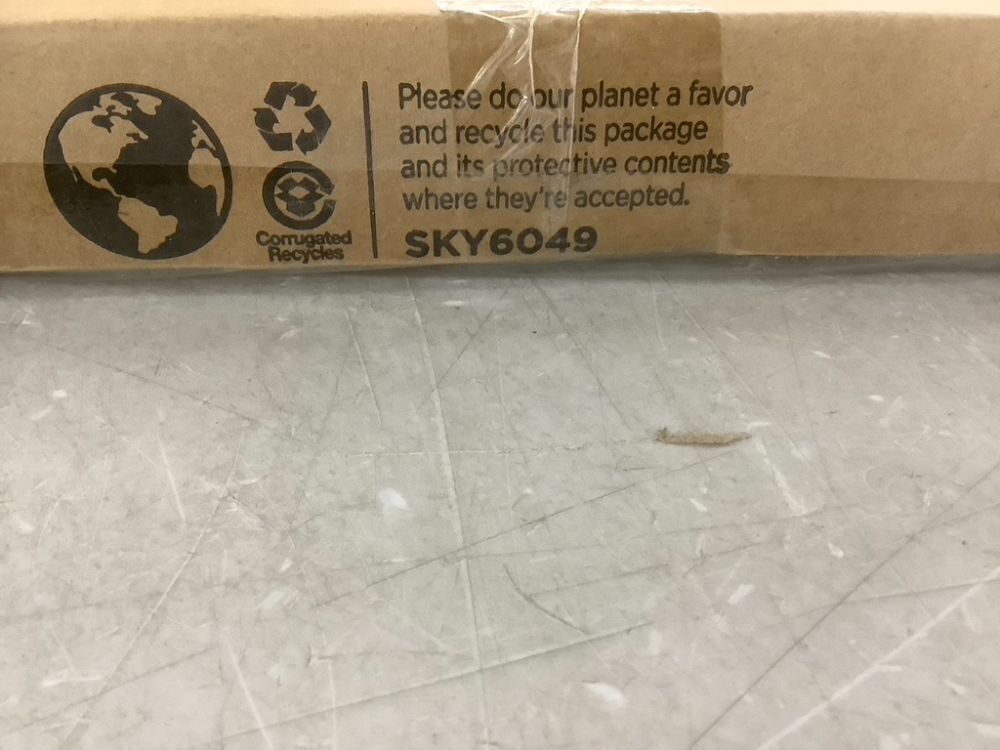 Please do our planet a favor
and recycle this package
and its protective contents
where they're accepted.
SKY6049
Corrugated
Recycles